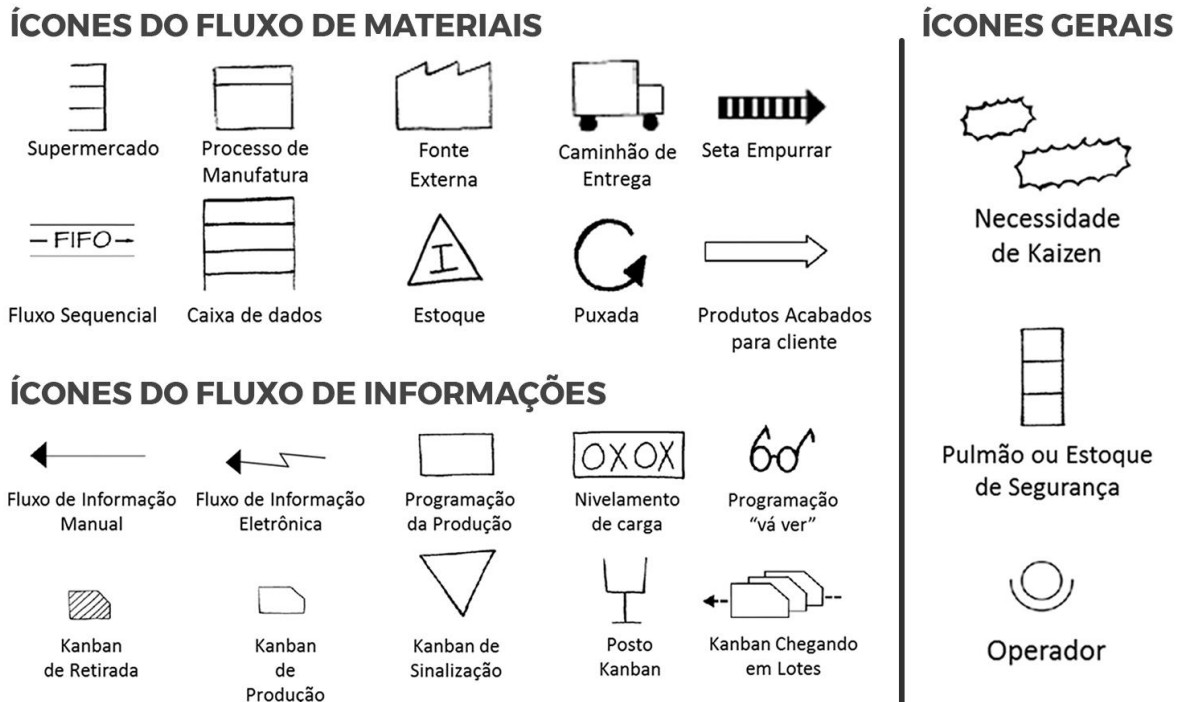 ÍCONES DO FLUXO DE MATERIAIS
Supermercado
Processo de
Manufatura
Fonte
Externa
Caminhão de
Entrega
Seta Empurrar
FIFO
I
Fluxo Sequencial
Caixa de dados
Estoque
Puxada
Produtos Acabados
para cliente
ÍCONES DO FLUXO DE INFORMAÇÕES
OXOX
Fluxo de Informação
Manual
Fluxo de Informação
Eletrônica
Programação
da Produção
Nivelamento
de carga
Programação
“vá ver”
Kanban
de Retirada
Kanban
de
Produção
Kanban de
Sinalização
Posto
Kanban
Kanban Chegando
em Lotes
ÍCONES GERAIS
Necessidade
de Kaizen
Pulmão ou Estoque
de Segurança
Operador